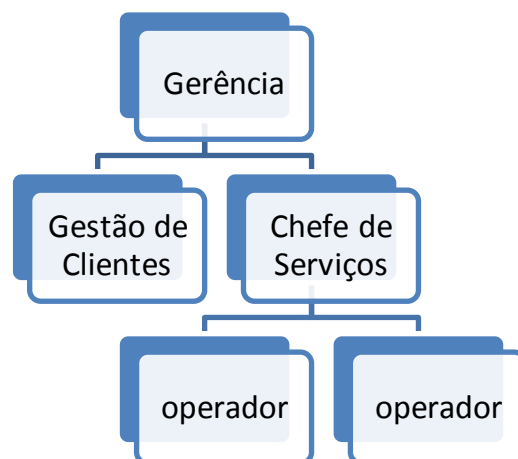 Gerência
Gestão de
Clientes
Chefe de
Serviços
operador
operador